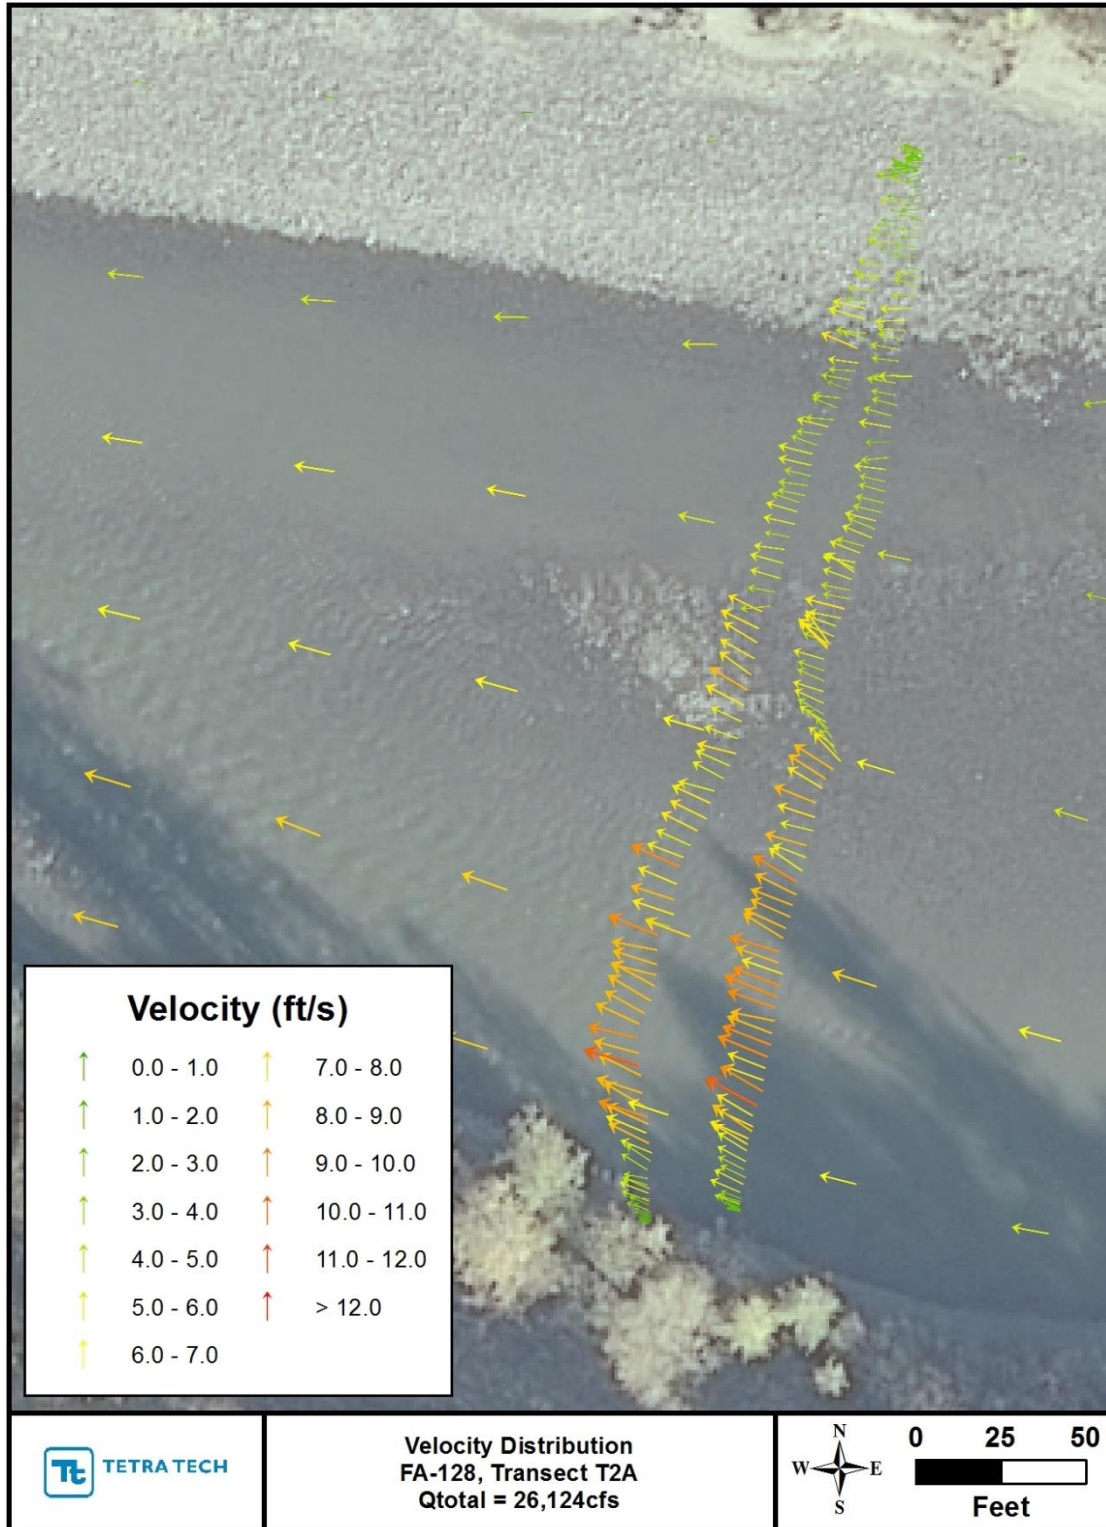 Velocity (ft/s)
0.0 - 1.0
1.0 - 2.0
2.0 - 3.0
3.0 - 4.0
4.0 - 5.0
5.0 - 6.0
6.0 - 7.0
7.0 - 8.0
8.0 - 9.0
9.0 - 10.0
10.0 - 11.0
11.0 - 12.0
> 12.0
Tt TETRA TECH
Velocity Distribution
FA-128, Transect T2A
Qtotal = 26,124cfs
N
W E
S
0 25 50
Feet